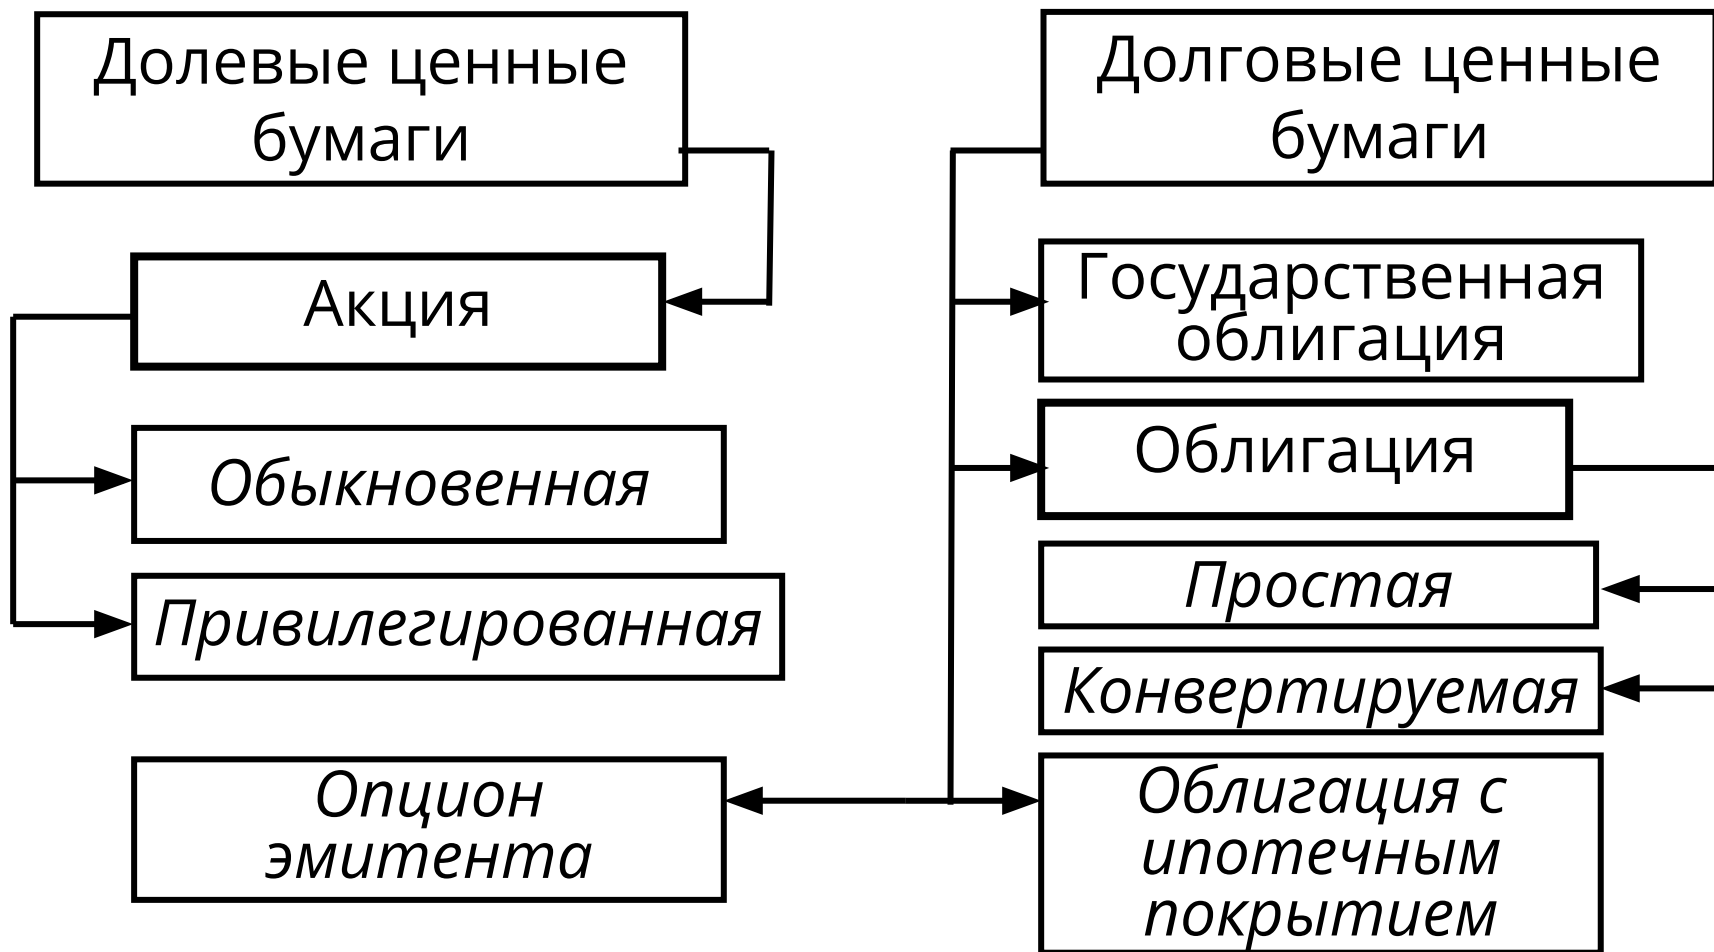 Долевые ценные
бумаги
Акция
Обыкновенная
Привилегированная
Опцион
эмитента
Долговые ценные
бумаги
Государственная
облигация
Облигация
Простая
Конвертируемая
Облигация с
ипотечным
покрытием